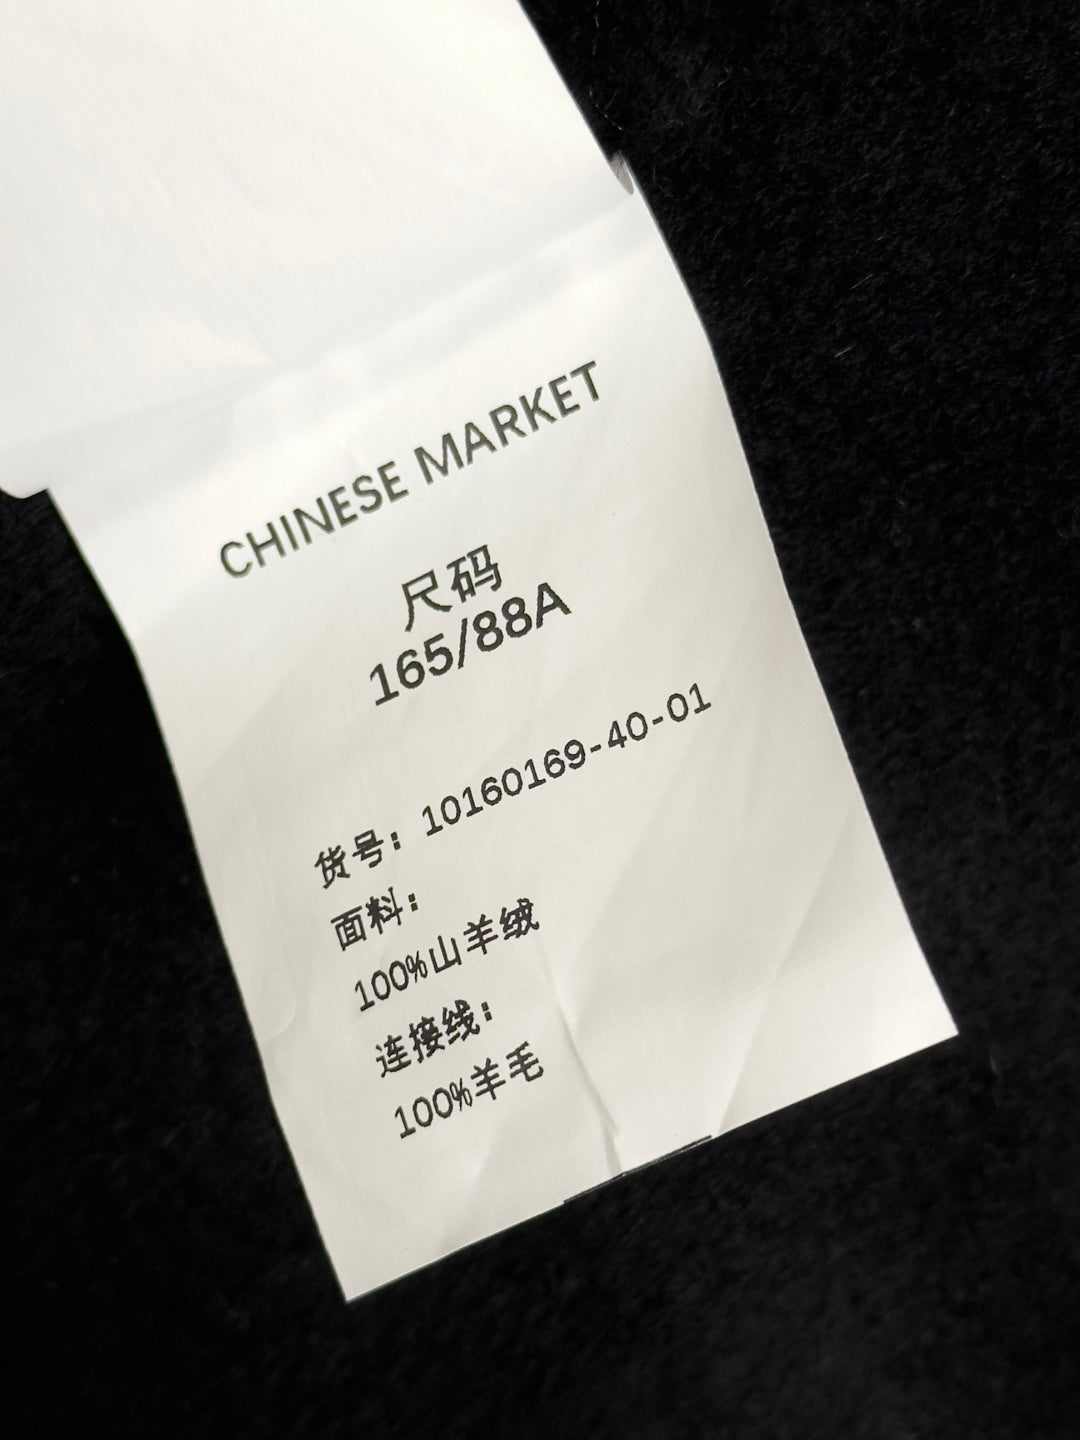 CHINESE MARKET
尺码
165/88A
货号：10160169-40-01
面料：
100%山羊绒
连接线：
100%羊毛